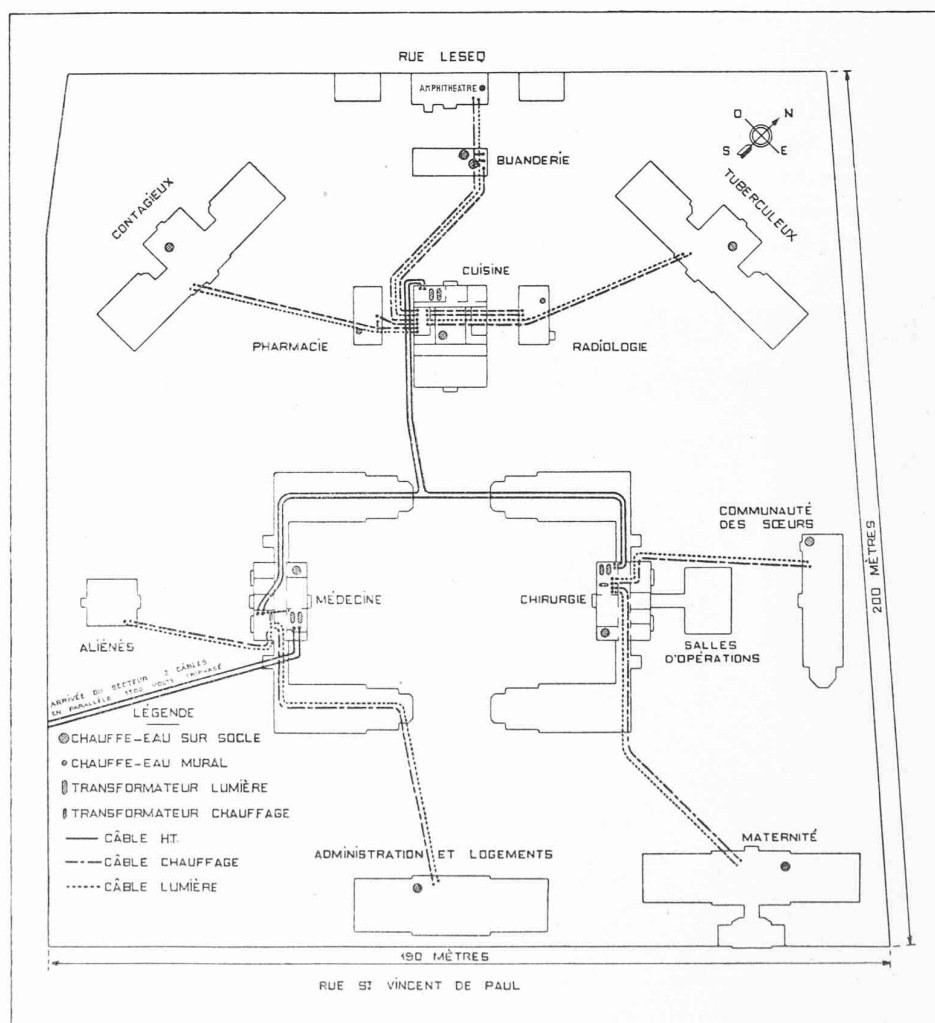 RUE LESEQ
AMPHITHEATRE
BUANDERIE
O
N
S
E
CONTAGIEUX
TUBERCULEUX
CUISINE
PHARMACIE
RADIOLOGIE
COMMUNAUTÉ
DES SŒURS
200 MÈTRES
MÉDECINE
CHIRURGIE
ALIÉNÉS
SALLES
D'OPÉRATIONS
ARRIVÉE DU SECTEUR 2 CÂBLES
EN PARALLÈLE VOLTS TRIPHASÉ
LÉGENDE
CHAUFFE-EAU SUR SOCLE
CHAUFFE-EAU MURAL
TRANSFORMATEUR LUMIÈRE
TRANSFORMATEUR CHAUFFAGE
CÂBLE H.T.
CÂBLE CHAUFFAGE
CÂBLE LUMIÈRE
ADMINISTRATION ET LOGEMENTS
MATERNITÉ
190 MÈTRES
RUE ST VINCENT DE PAUL